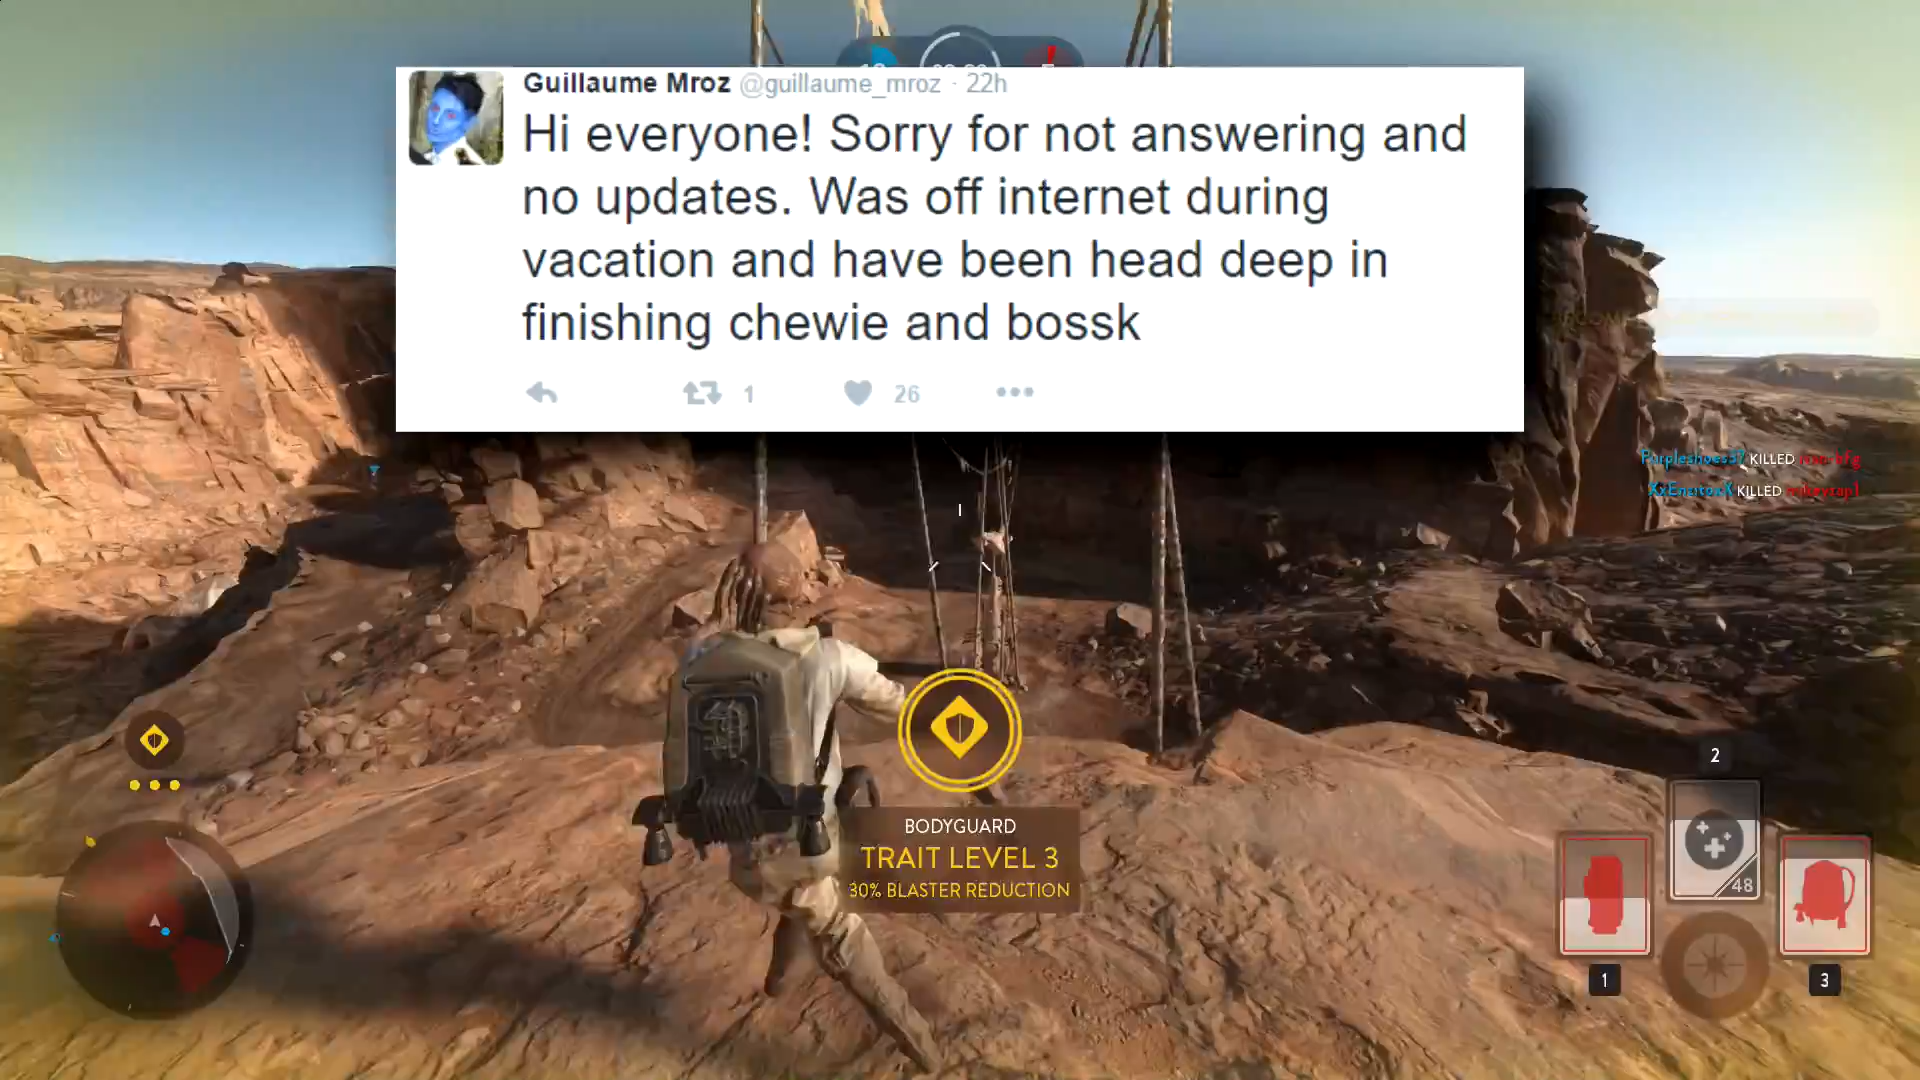 Guillaume Mroz @guillaume_mroz · 22h
Hi everyone! Sorry for not answering and
no updates. Was off internet during
vacation and have been head deep in
finishing chewie and bossk
1
26
Purpleshoes37 KILLED
KILLED
BODYGUARD
TRAIT LEVEL 3
30% BLASTER REDUCTION
2
48
1
3